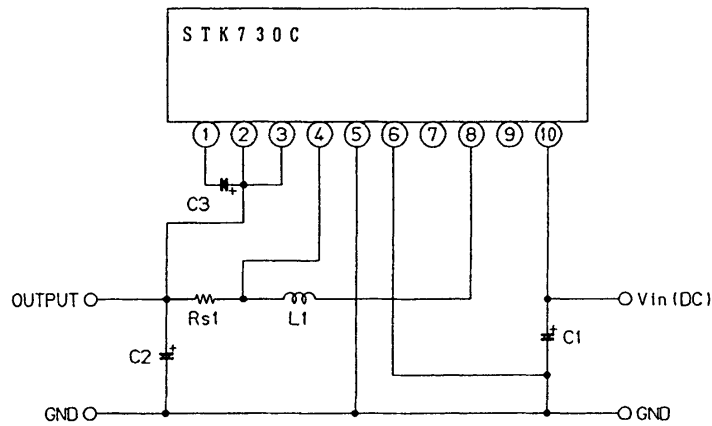 STK730C
1 2 3 4 5 6 7 8 9 10
+
C3
OUTPUT
Rs1
L1
Vin(DC)
+
C2
+
C1
GND
GND